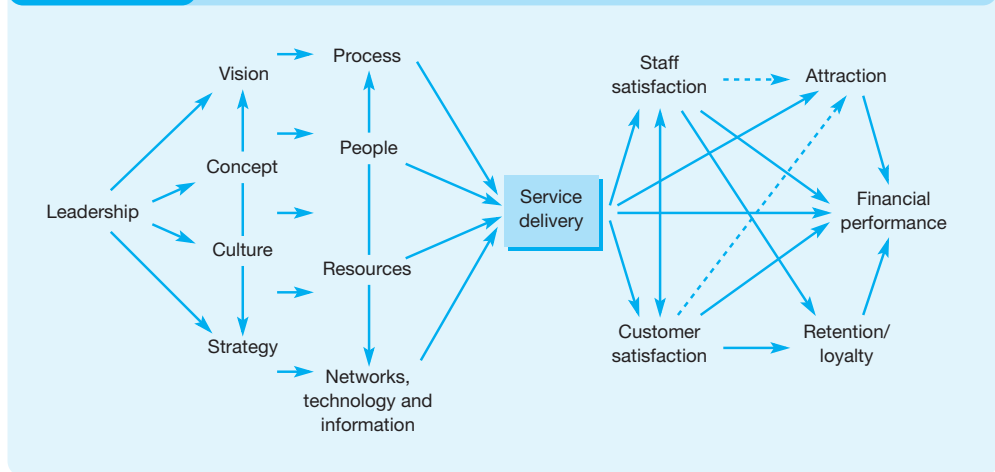 Leadership
Vision
Concept
Culture
Strategy
Process
People
Resources
Networks,
technology and
information
Service
delivery
Staff
satisfaction
Customer
satisfaction
Attraction
Retention/
loyalty
Financial
performance